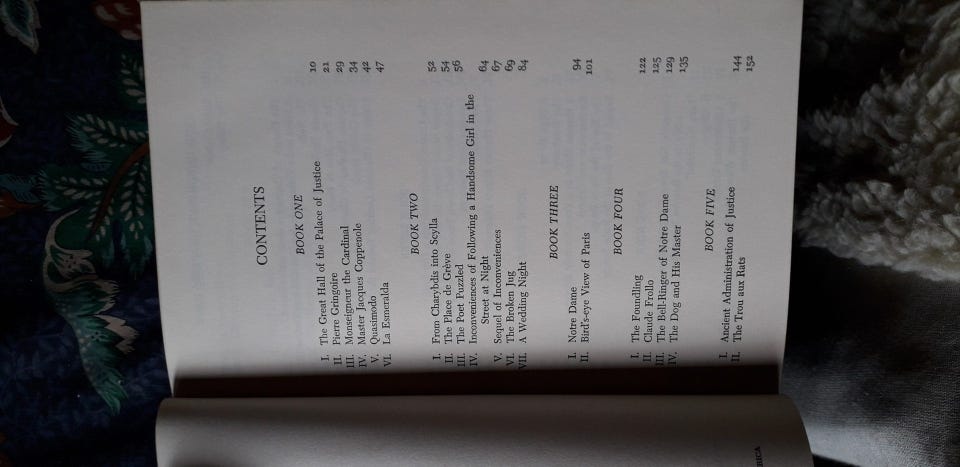 CONTENTS
BOOK ONE
I. The Great Hall of the Palace of Justice 10
II. Pierre Gringoire 21
III. Monseigneur the Cardinal 29
IV. Master Jacques Coppenole 34
V. Quasimodo 42
VI. La Esmeralda 47
BOOK TWO
I. From Charybdis into Scylla 52
II. The Place de Grève 54
III. The Poet Puzzled 56
IV. Inconveniences of Following a Handsome Girl in the
Street at Night 64
V. Sequel of Inconveniences 67
VI. The Broken Jug 69
VII. A Wedding Night 84
BOOK THREE
I. Notre Dame 94
II. Bird's-eye View of Paris 101
BOOK FOUR
I. The Foundling 122
II. Claude Frollo 125
III. The Bell-Ringer of Notre Dame 129
IV. The Dog and His Master 135
BOOK FIVE
I. Ancient Administration of Justice 144
II. The Trou aux Rats 152